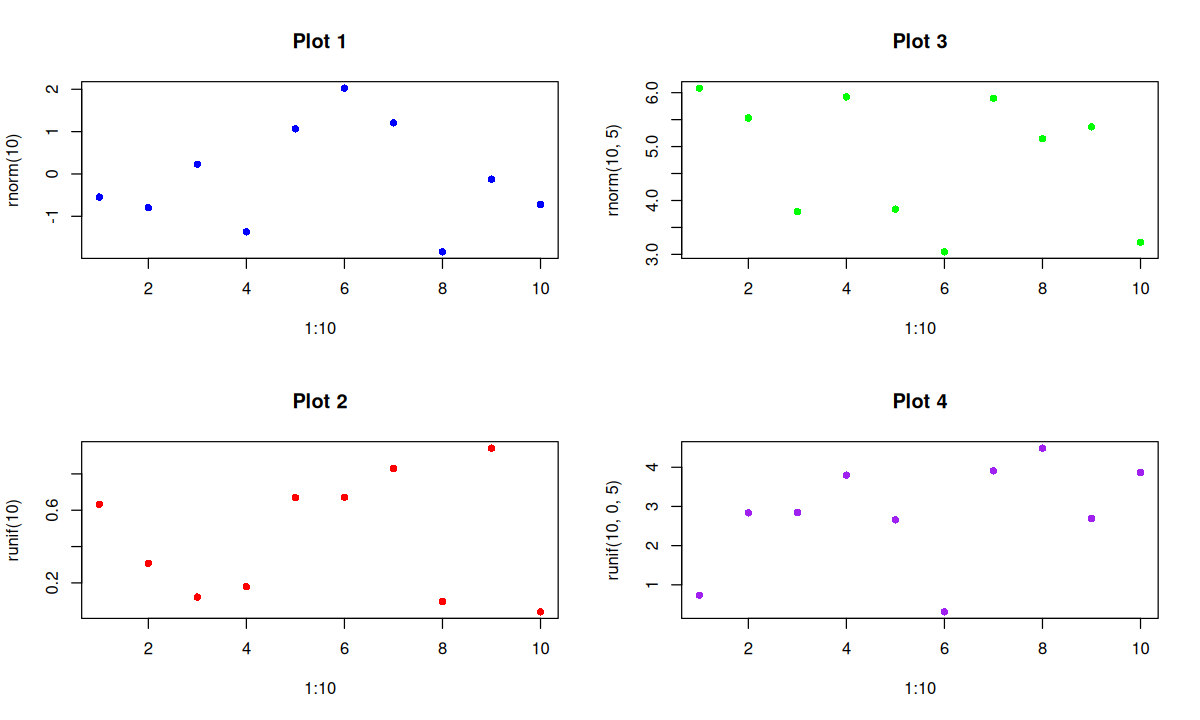 Plot 1
rnorm(10)
2
1
0
-1
2 4 6 8 10
1:10
Plot 3
rnorm(10, 5)
6.0
5.0
4.0
3.0
2 4 6 8 10
1:10
Plot 2
runif(10)
0.6
0.2
2 4 6 8 10
1:10
Plot 4
runif(10, 0, 5)
4
3
2
1
2 4 6 8 10
1:10